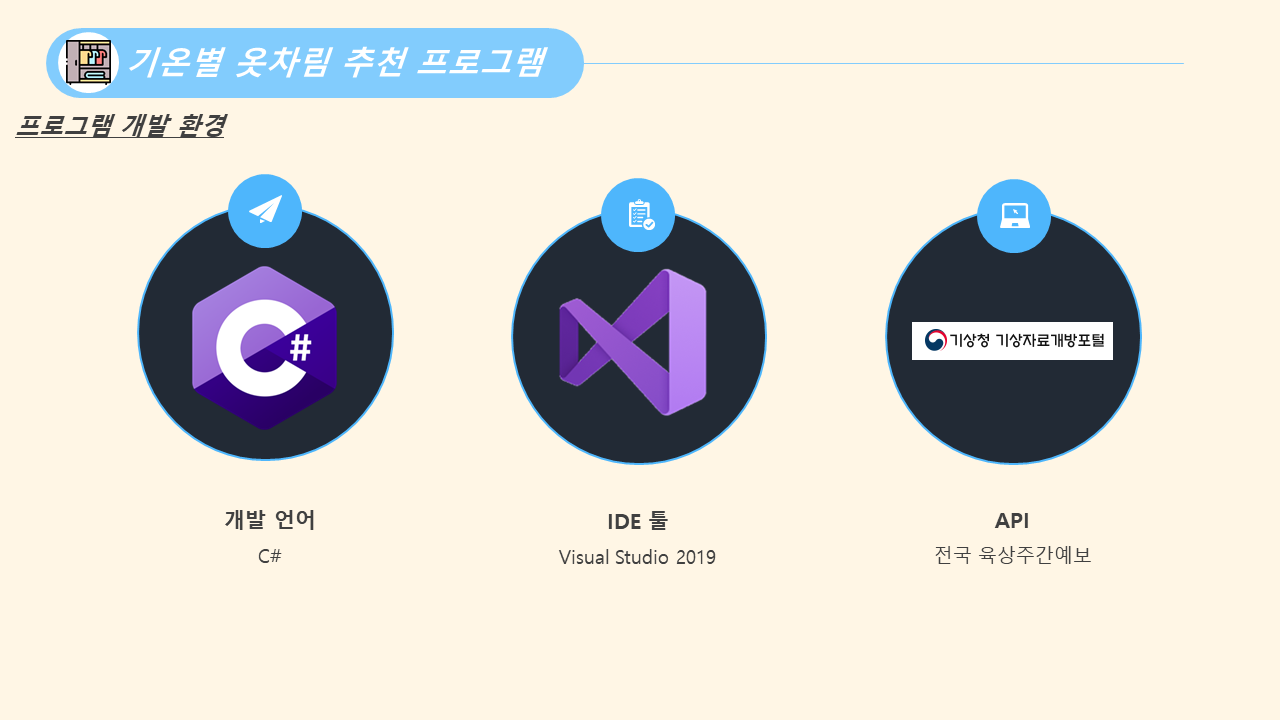 기온별 옷차림 추천 프로그램
프로그램 개발 환경
C#
기상청 기상자료개방포털
개발 언어
C#
IDE 툴
Visual Studio 2019
API
전국 육상주간예보